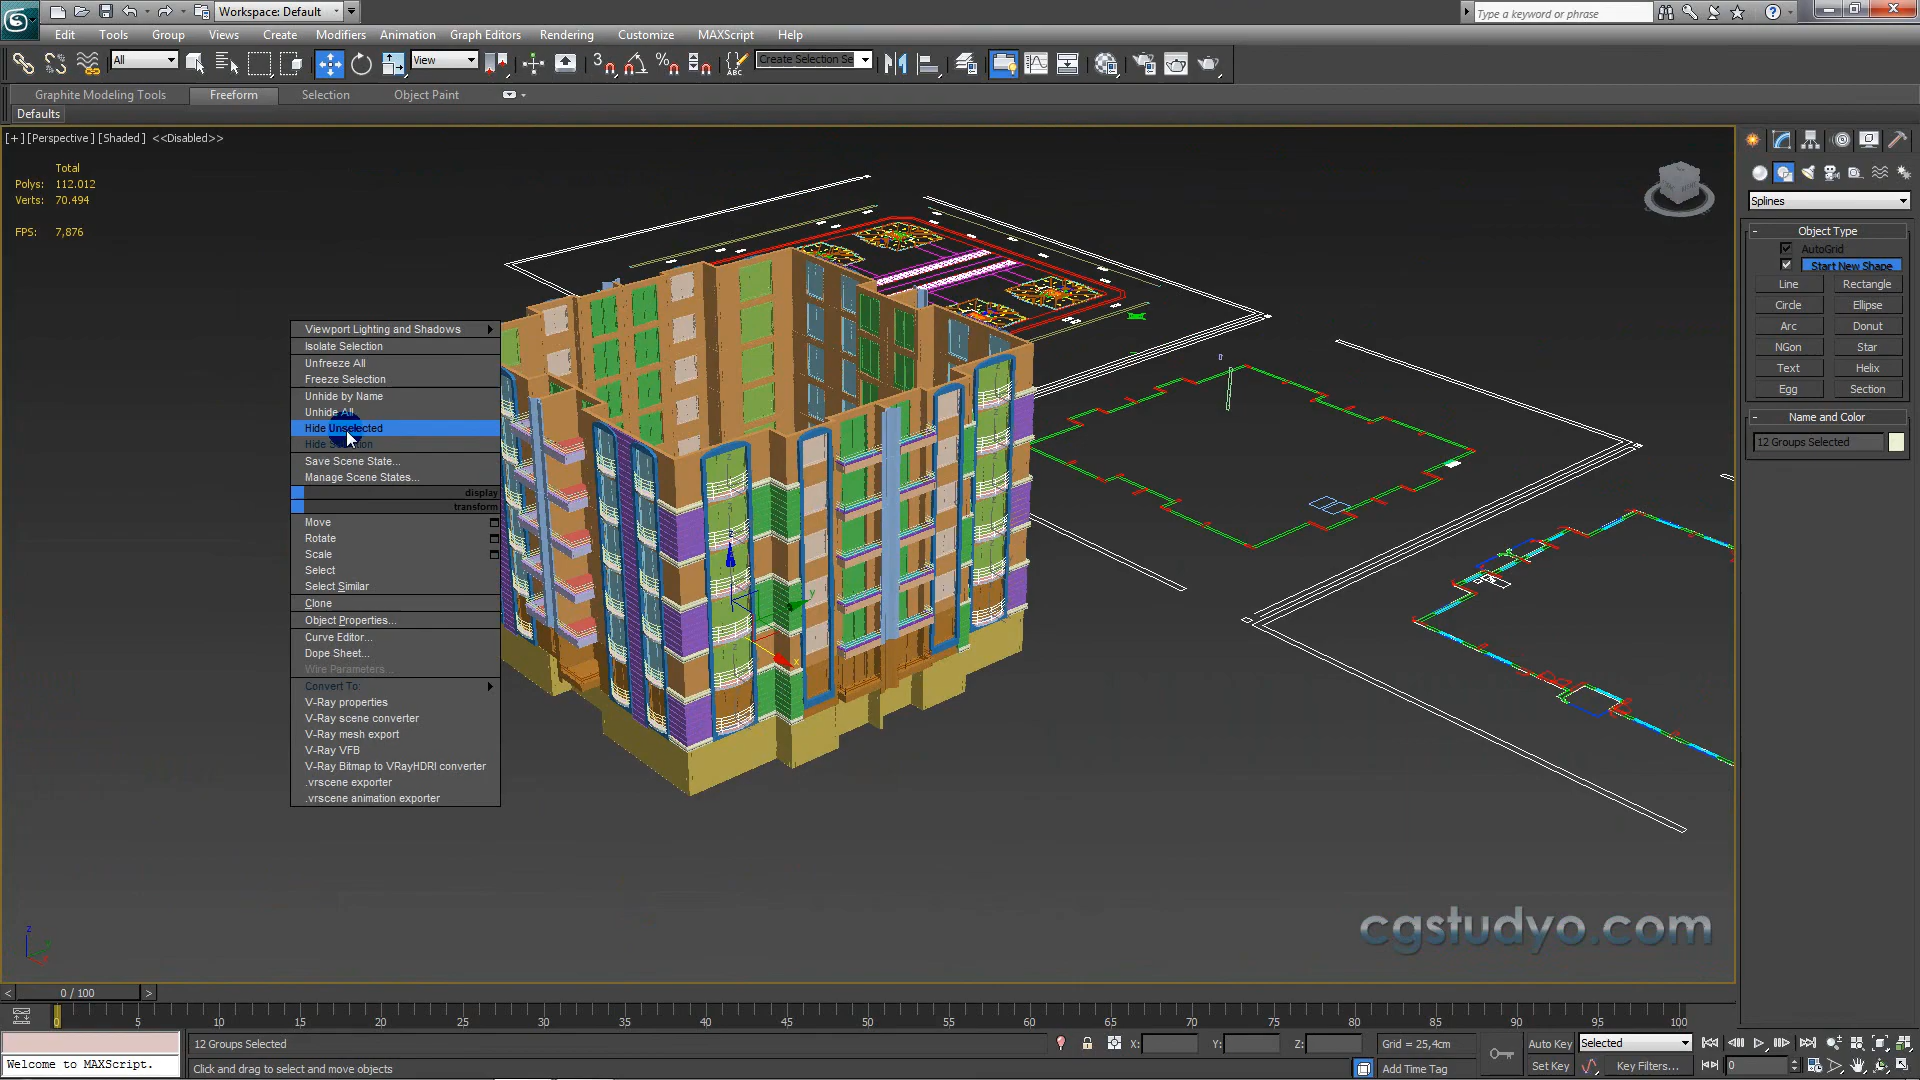 Workspace: Default
Type a keyword or phrase
Edit Tools Group Views Create Modifiers Animation Graph Editors Rendering Customize MAXScript Help
All
View
Create Selection Se
Graphite Modeling Tools Freeform Selection Object Paint
Defaults
[+][Perspective][Shaded] <<Disabled>>
Total
Polys: 112.012
Verts: 70.494
FPS: 7,876
Viewport Lighting and Shadows
Isolate Selection
Unfreeze All
Freeze Selection
Unhide by Name
Unhide All
Hide Unselected
Save Scene State...
Manage Scene States...
display
transform
Move
Rotate
Scale
Select
Select Similar
Clone
Object Properties...
Curve Editor...
Dope Sheet...
Wire Parameters...
Convert To:
V-Ray properties
V-Ray scene converter
V-Ray mesh export
V-Ray VFB
V-Ray Bitmap to VRayHDRI converter
.vrscene exporter
.vrscene animation exporter
Splines
- Object Type
AutoGrid
Start New Shape
Line Rectangle
Circle Ellipse
Arc Donut
NGon Star
Text Helix
Egg Section
- Name and Color
12 Groups Selected
cgstudyo.com
< 0 / 100 >
0 5 10 15 20 25 30 35 40 45 50 55 60 65 70 75 80 85 90 95 100
12 Groups Selected
X: Y: Z: Grid = 25,4cm
Auto Key Selected
Welcome to MAXScript.
Click and drag to select and move objects
Add Time Tag
Set Key Key Filters... 0